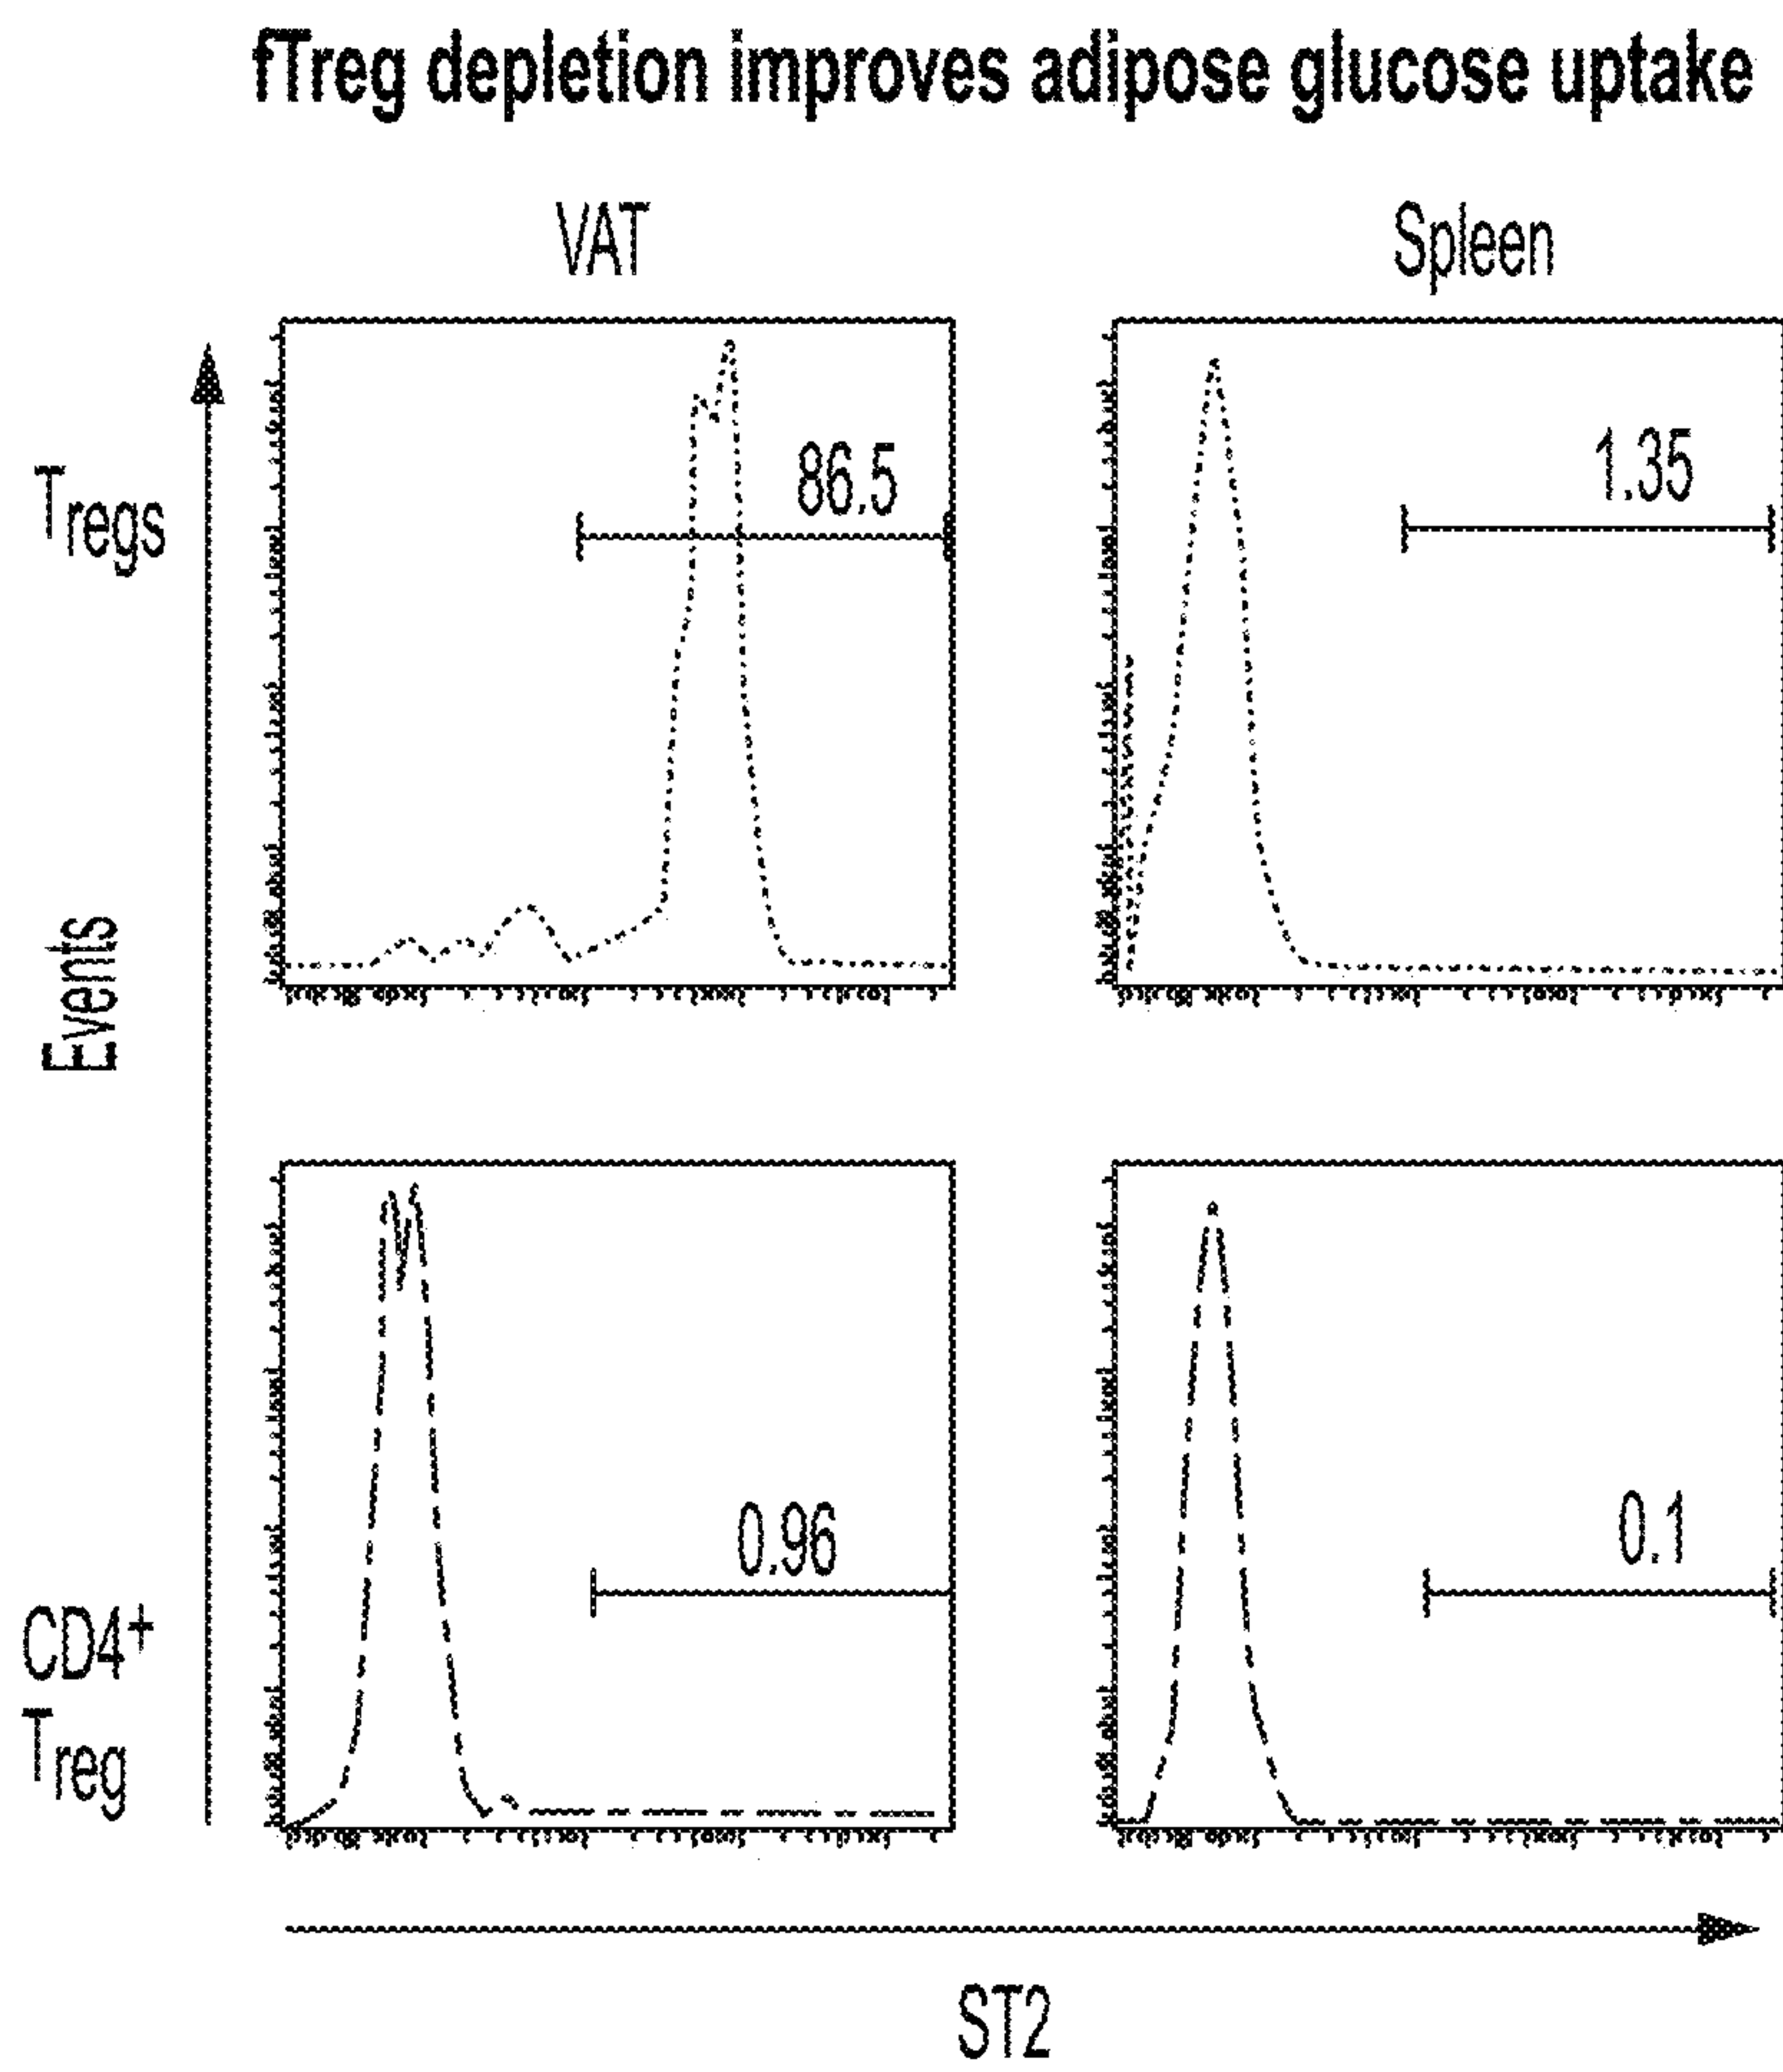 fTreg depletion improves adipose glucose uptake
VAT
Spleen
Tregs
86.5
1.35
Events
CD4+
Treg
0.96
0.1
ST2